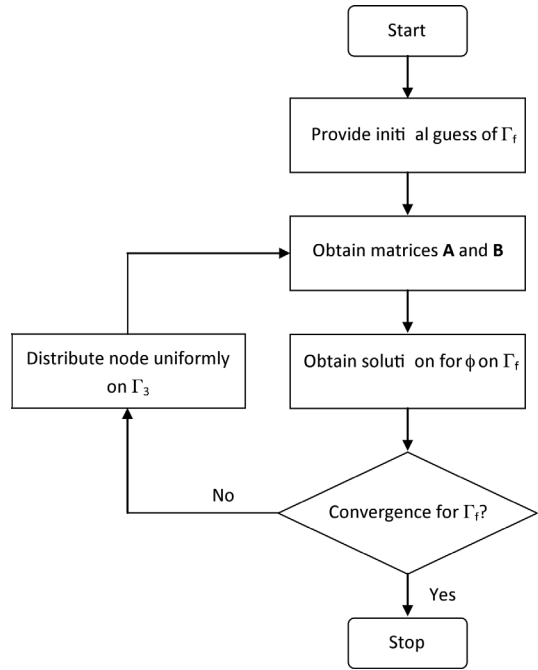 Start
Provide initi al guess of Γf
Obtain matrices A and B
Distribute node uniformly
on Γ3
Obtain soluti on for ϕ on Γf
No
Convergence for Γf?
Yes
Stop